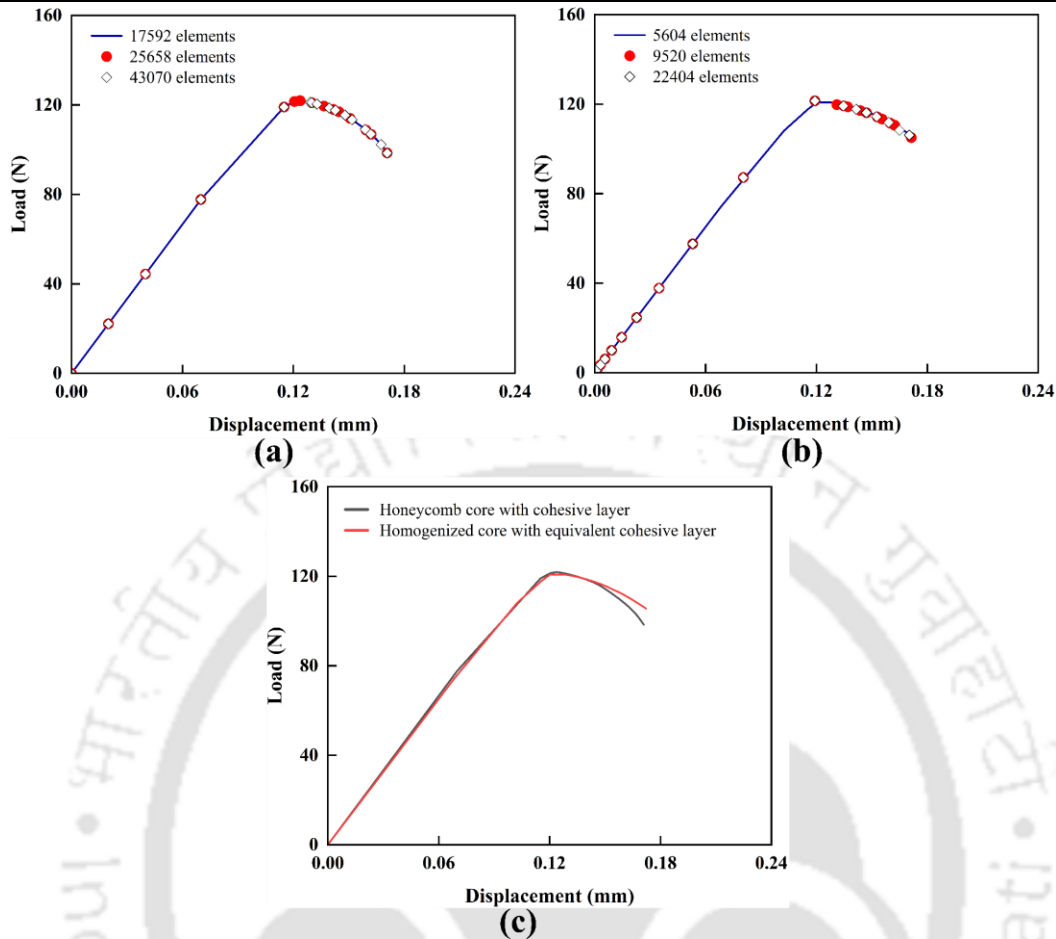 160
120
80
40
0
Load (N)
17592 elements
25658 elements
43070 elements
0.00 0.06 0.12 0.18 0.24
Displacement (mm)
(a)
160
120
80
40
0
Load (N)
5604 elements
9520 elements
22404 elements
0.00 0.06 0.12 0.18 0.24
Displacement (mm)
(b)
160
120
80
40
0
Load (N)
Honeycomb core with cohesive layer
Homogenized core with equivalent cohesive layer
0.00 0.06 0.12 0.18 0.24
Displacement (mm)
(c)